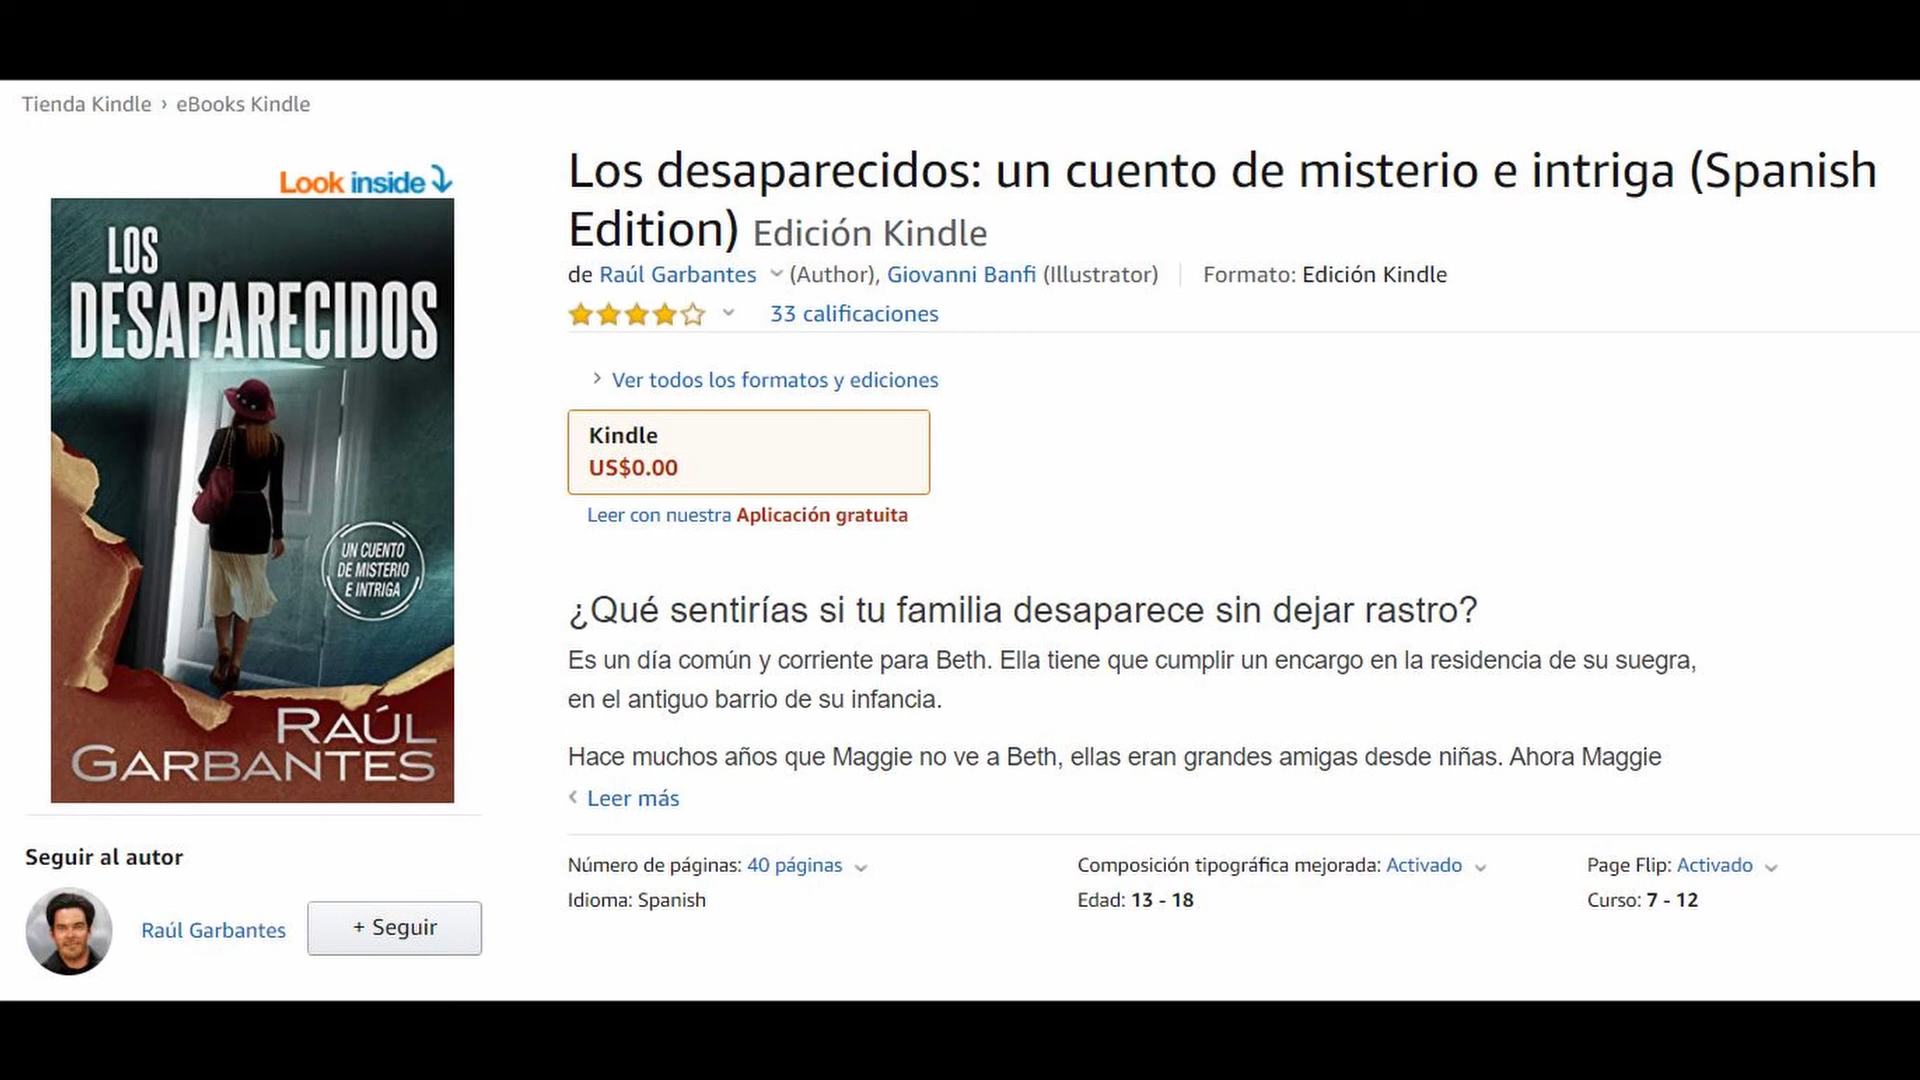 Tienda Kindle › eBooks Kindle
Look inside
LOS
DESAPARECIDOS
UN CUENTO
DE MISTERIO
E INTRIGA
RAÚL
GARBANTES
Seguir al autor
Raúl Garbantes
+ Seguir
Los desaparecidos: un cuento de misterio e intriga (Spanish
Edition) Edición Kindle
de Raúl Garbantes (Author), Giovanni Banfi (Illustrator) | Formato: Edición Kindle
33 calificaciones
› Ver todos los formatos y ediciones
Kindle
US$0.00
Leer con nuestra Aplicación gratuita
¿Qué sentirías si tu familia desaparece sin dejar rastro?
Es un día común y corriente para Beth. Ella tiene que cumplir un encargo en la residencia de su suegra,
en el antiguo barrio de su infancia.
Hace muchos años que Maggie no ve a Beth, ellas eran grandes amigas desde niñas. Ahora Maggie
‹ Leer más
Número de páginas: 40 páginas
Idioma: Spanish
Composición tipográfica mejorada: Activado
Edad: 13 - 18
Page Flip: Activado
Curso: 7 - 12